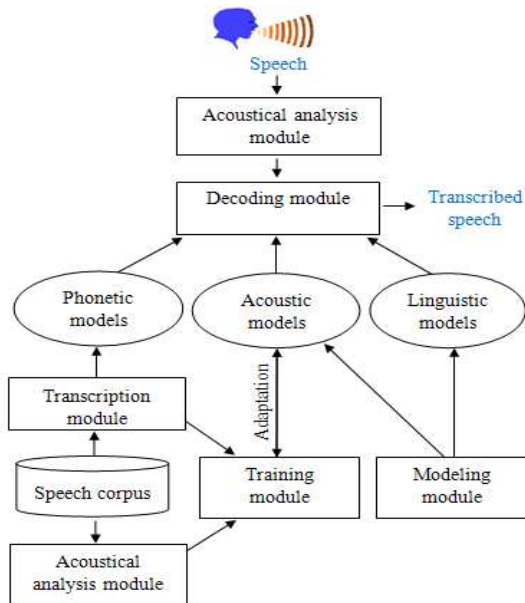 Speech
Acoustical analysis
module
Decoding module
Transcribed
speech
Phonetic
models
Acoustic
models
Linguistic
models
Transcription
module
Adaptation
Speech corpus
Training
module
Modeling
module
Acoustical
analysis module